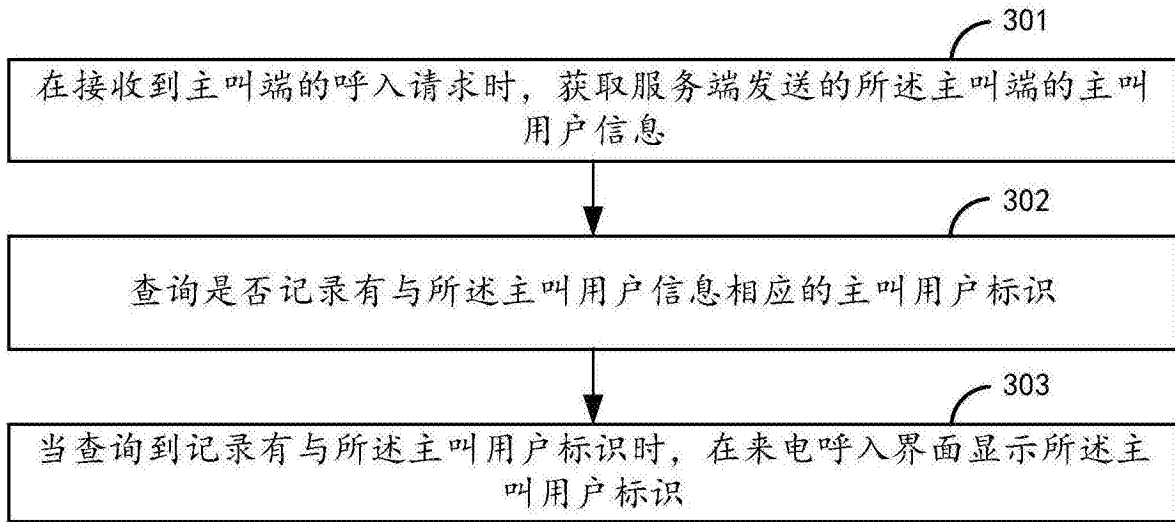 301
在接收到主叫端的呼入请求时，获取服务端发送的所述主叫端的主叫
用户信息
302
查询是否记录有与所述主叫用户信息相应的主叫用户标识
303
当查询到记录有与所述主叫用户标识时，在来电呼入界面显示所述主
叫用户标识